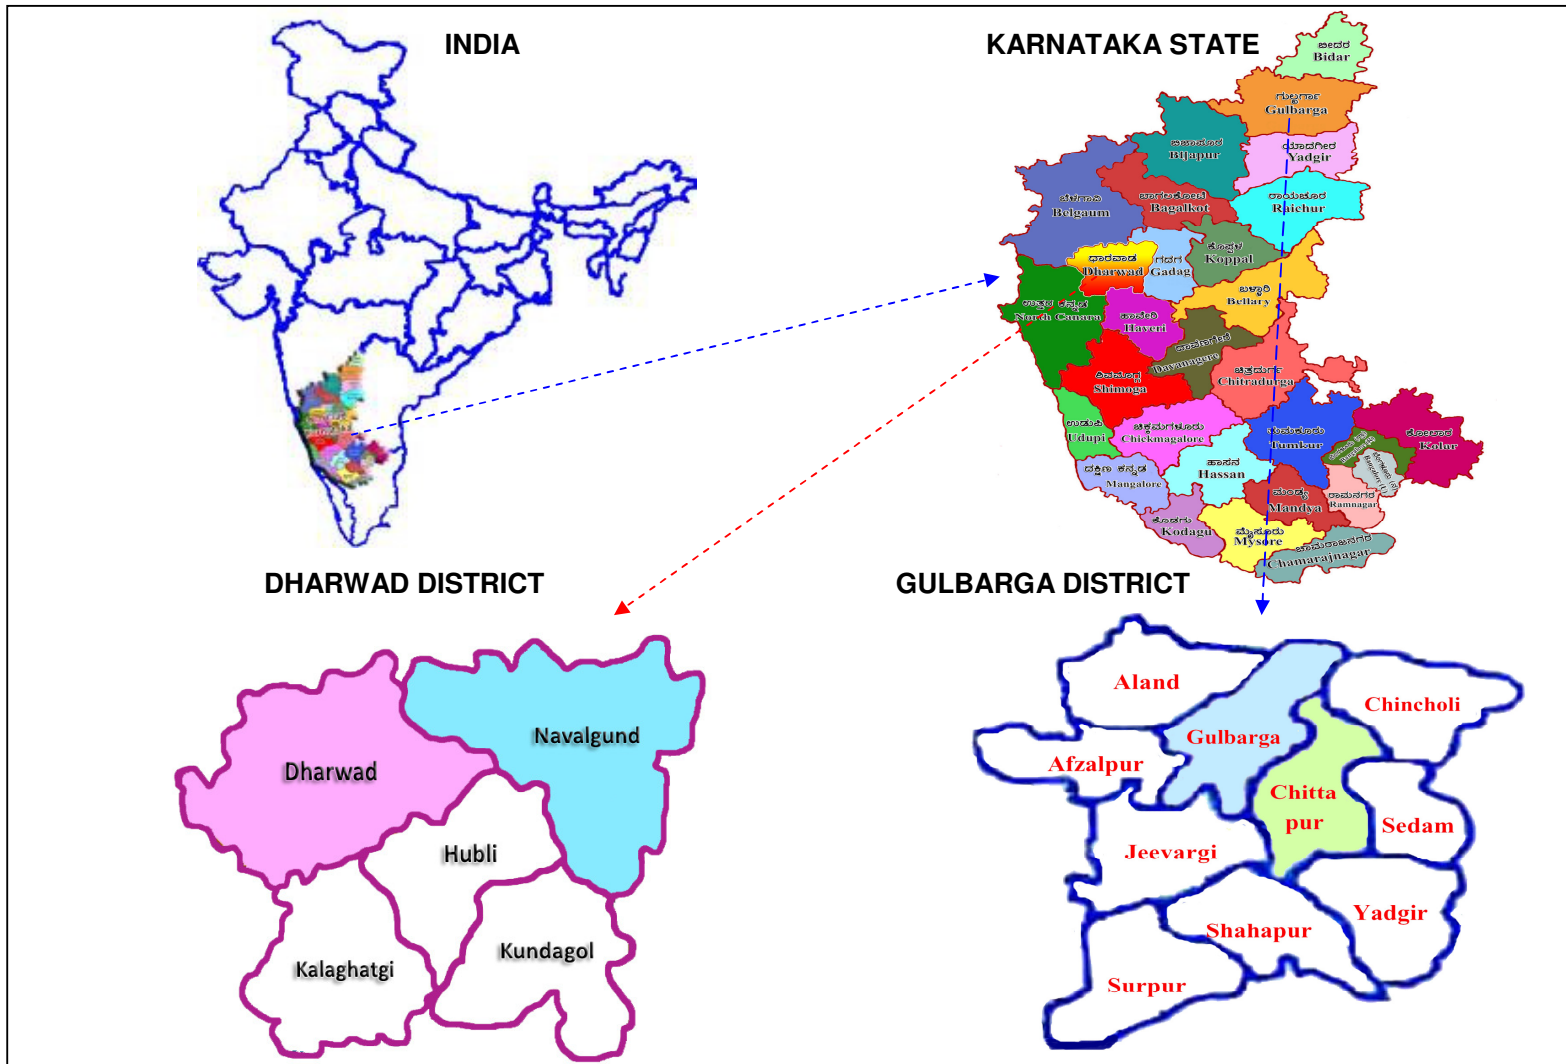 INDIA
KARNATAKA STATE
ಬೀದರ
Bidar
ಗುಲ್ಬರ್ಗಾ
Gulbarga
ಬಿಜಾಪೂರ
BIjapur
ಯಾದಗೀರ
Yadgir
ಬೆಳಗಾವಿ
Belgaum
ಬಾಗಲಕೋಟೆ
Bagalkot
ರಾಯಚೂರ
Raichur
ಧಾರವಾಡ
Dharwad
ಗದಗ
Gadag
ಕೊಪ್ಪಳ
Koppal
ಬಳ್ಳಾರಿ
Bellary
ಉತ್ತರ ಕನ್ನಡ
North Canara
ಹಾವೇರಿ
Haveri
ದಾವಣಗೇರೆ
Davanagere
ಶಿವಮೊಗ್ಗ
Shimoga
ಚಿತ್ರದುರ್ಗ
Chitradurga
ಉಡುಪಿ
Udupi
ಚಿಕ್ಕಮಗಳೂರು
Chickmagalore
ತುಮಕೂರು
Tumkur
ಕೋಲಾರ
Kolur
ದಕ್ಷಿಣ ಕನ್ನಡ
Mangalore
ಹಾಸನ
Hassan
ಮಂಡ್ಯ
Mandya
ರಾಮನಗರ
Ramnagar
ಕೊಡಗು
Kodagu
ಮೈಸೂರು
Mysore
ಚಾಮರಾಜನಗರ
Chamarajnagar
DHARWAD DISTRICT
Dharwad
Navalgund
Hubli
Kalaghatgi
Kundagol
GULBARGA DISTRICT
Aland
Chincholi
Gulbarga
Afzalpur
Chitta
pur
Sedam
Jeevargi
Yadgir
Shahapur
Surpur